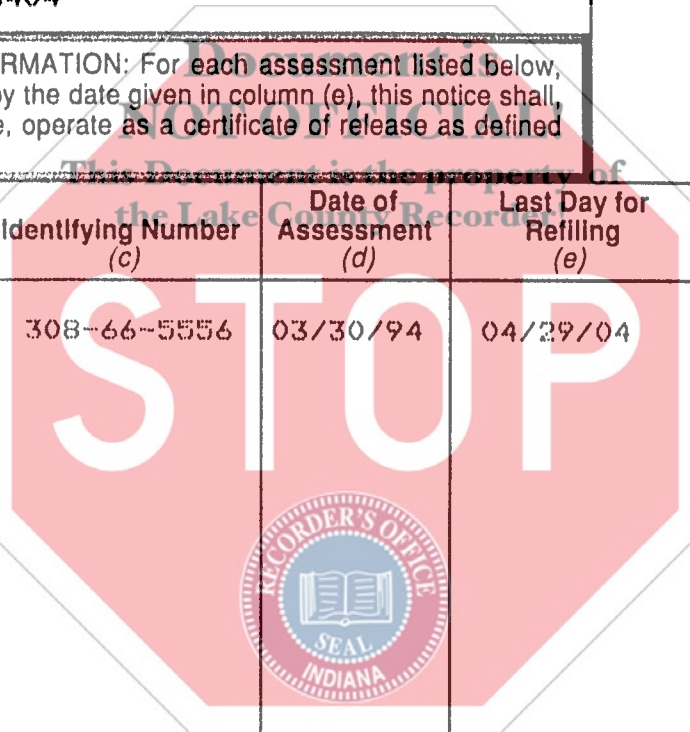 RMATION: For each assessment listed below,
by the date given in column (e), this notice shall,
e, operate as a certificate of release as defined
Document is
NOT OFFICIAL!
This Document is the property of
the Lake County Recorder!
Identifying Number
(c)
Date of
Assessment
(d)
Last Day for
Refiling
(e)
308-66-5556 03/30/94 04/29/04
STOP
RECORDER'S OFFICE
SEAL
INDIANA